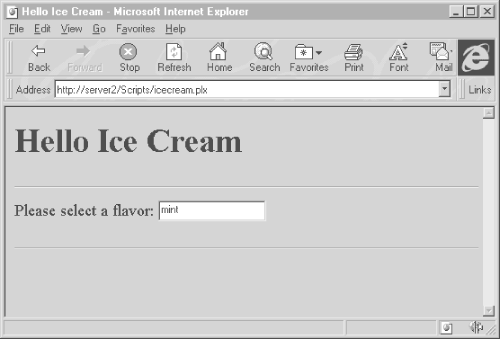 Hello Ice Cream - Microsoft Internet Explorer
File Edit View Go Favorites Help
Back Forward Stop Refresh Home Search Favorites Print Font Mail
Address http://server2/Scripts/icecream.plx Links
Hello Ice Cream
Please select a flavor: mint